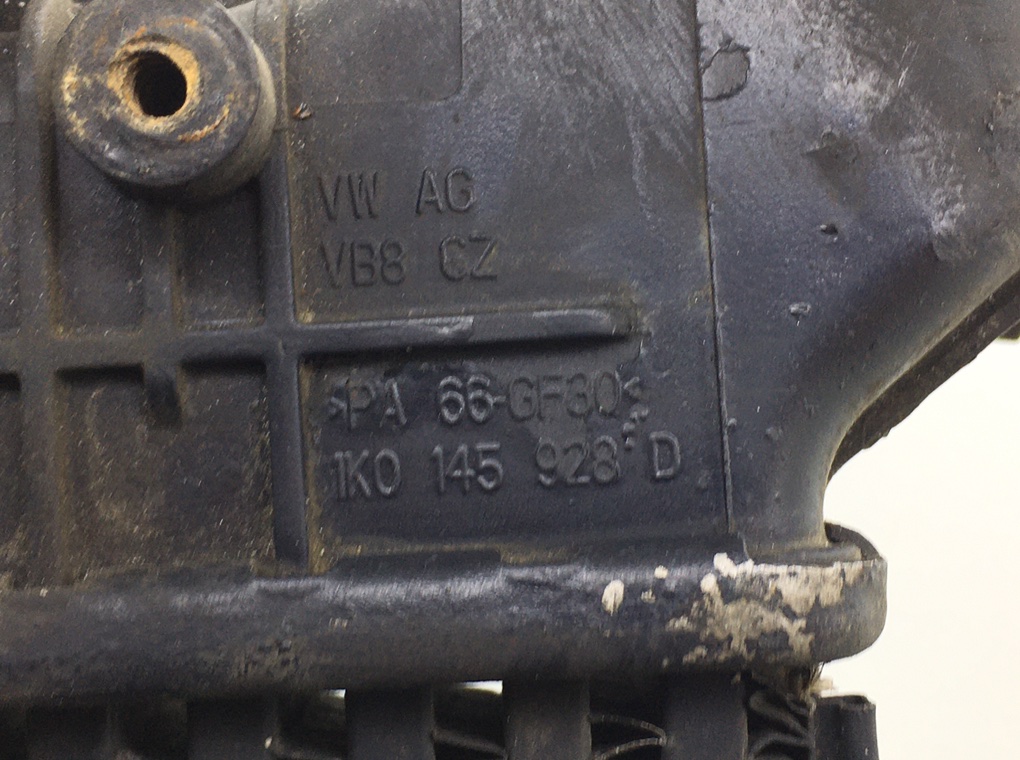 VW AG
VB8 CZ
>PA 66-GF30<
1K0 145 928 D